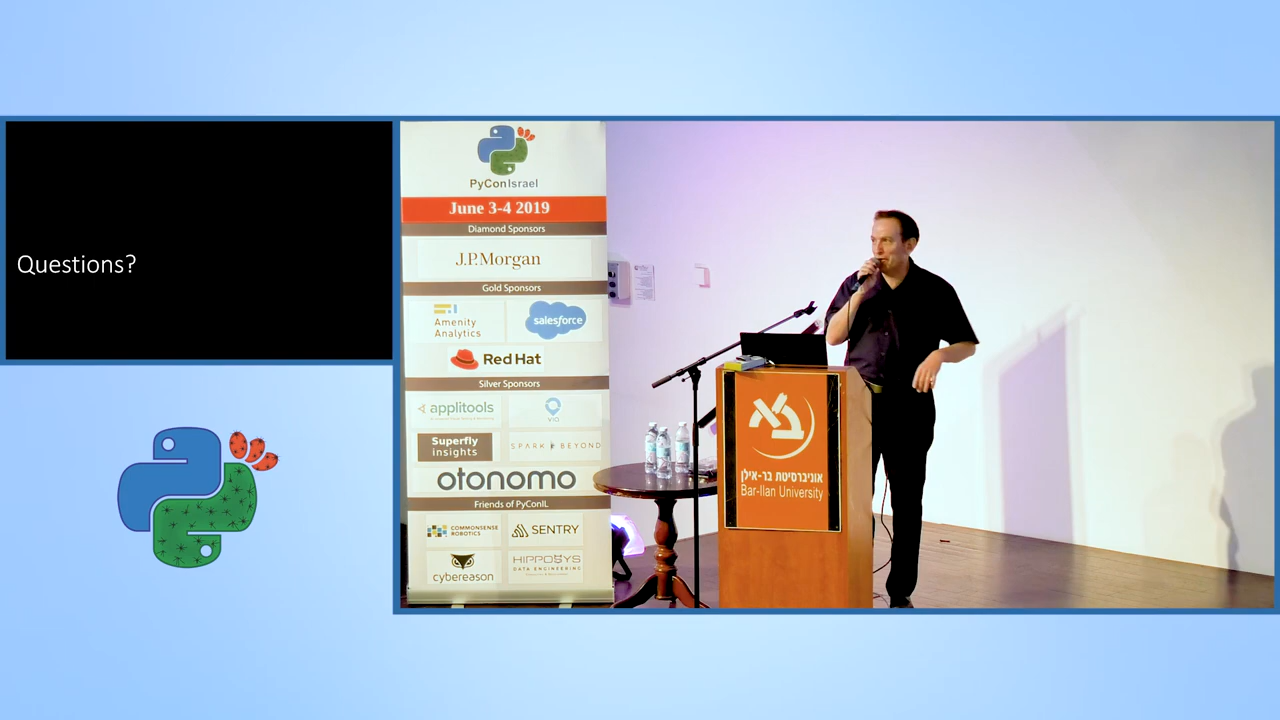 Questions?
PyConIsrael
June 3-4 2019
Diamond Sponsors
J.P.Morgan
Gold Sponsors
Amenity
Analytics
salesforce
Red Hat
Silver Sponsors
applitools
VIA
Superfly
insights
SPARK BEYOND
otonomo
Friends of PyConIL
COMMONSENSE
ROBOTICS
SENTRY
cybereason
HIPPOSYS
DATA ENGINEERING
אוניברסיטת בר-אילן
Bar-Ilan University